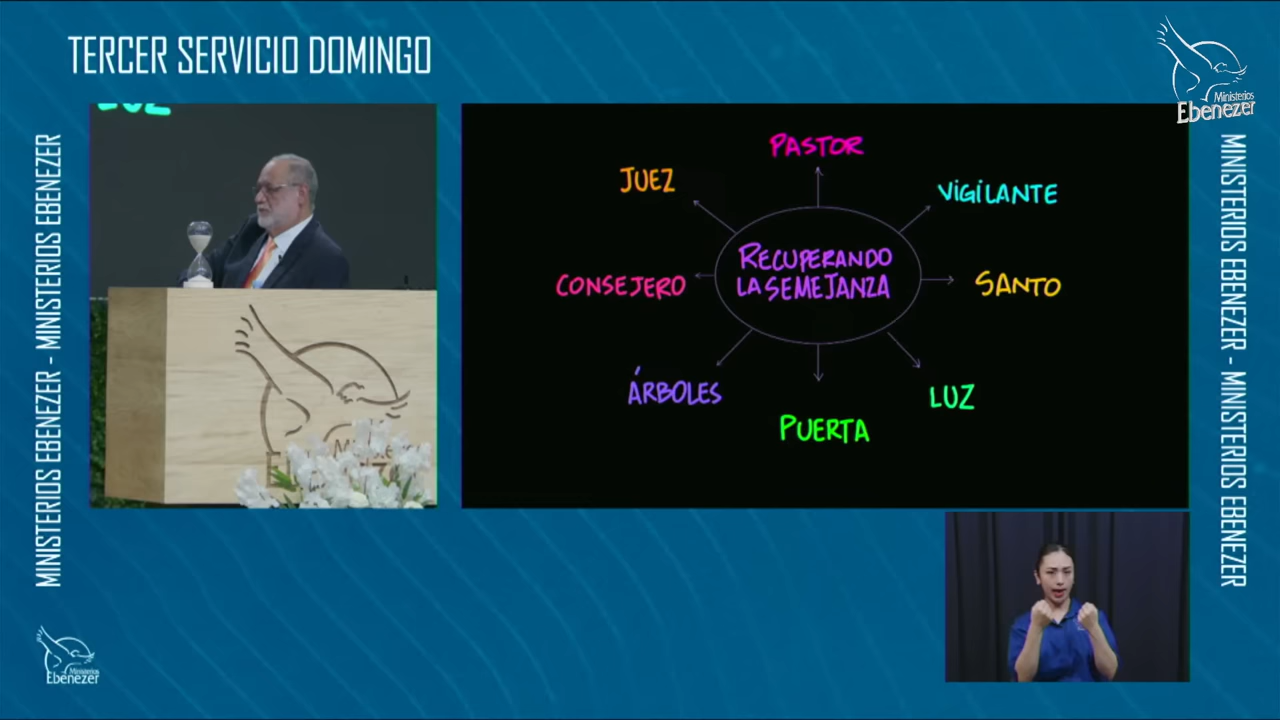 TERCER SERVICIO DOMINGO
Ministerios
Ebenezer
MINISTERIOS EBENEZER - MINISTERIOS EBENEZER
LUZ
PASTOR
JUEZ
VIGILANTE
RECUPERANDO
LA SEMEJANZA
CONSEJERO
SANTO
ÁRBOLES
LUZ
PUERTA
MINISTERIOS EBENEZER - MINISTERIOS EBENEZER
Ministerios
Ebenezer